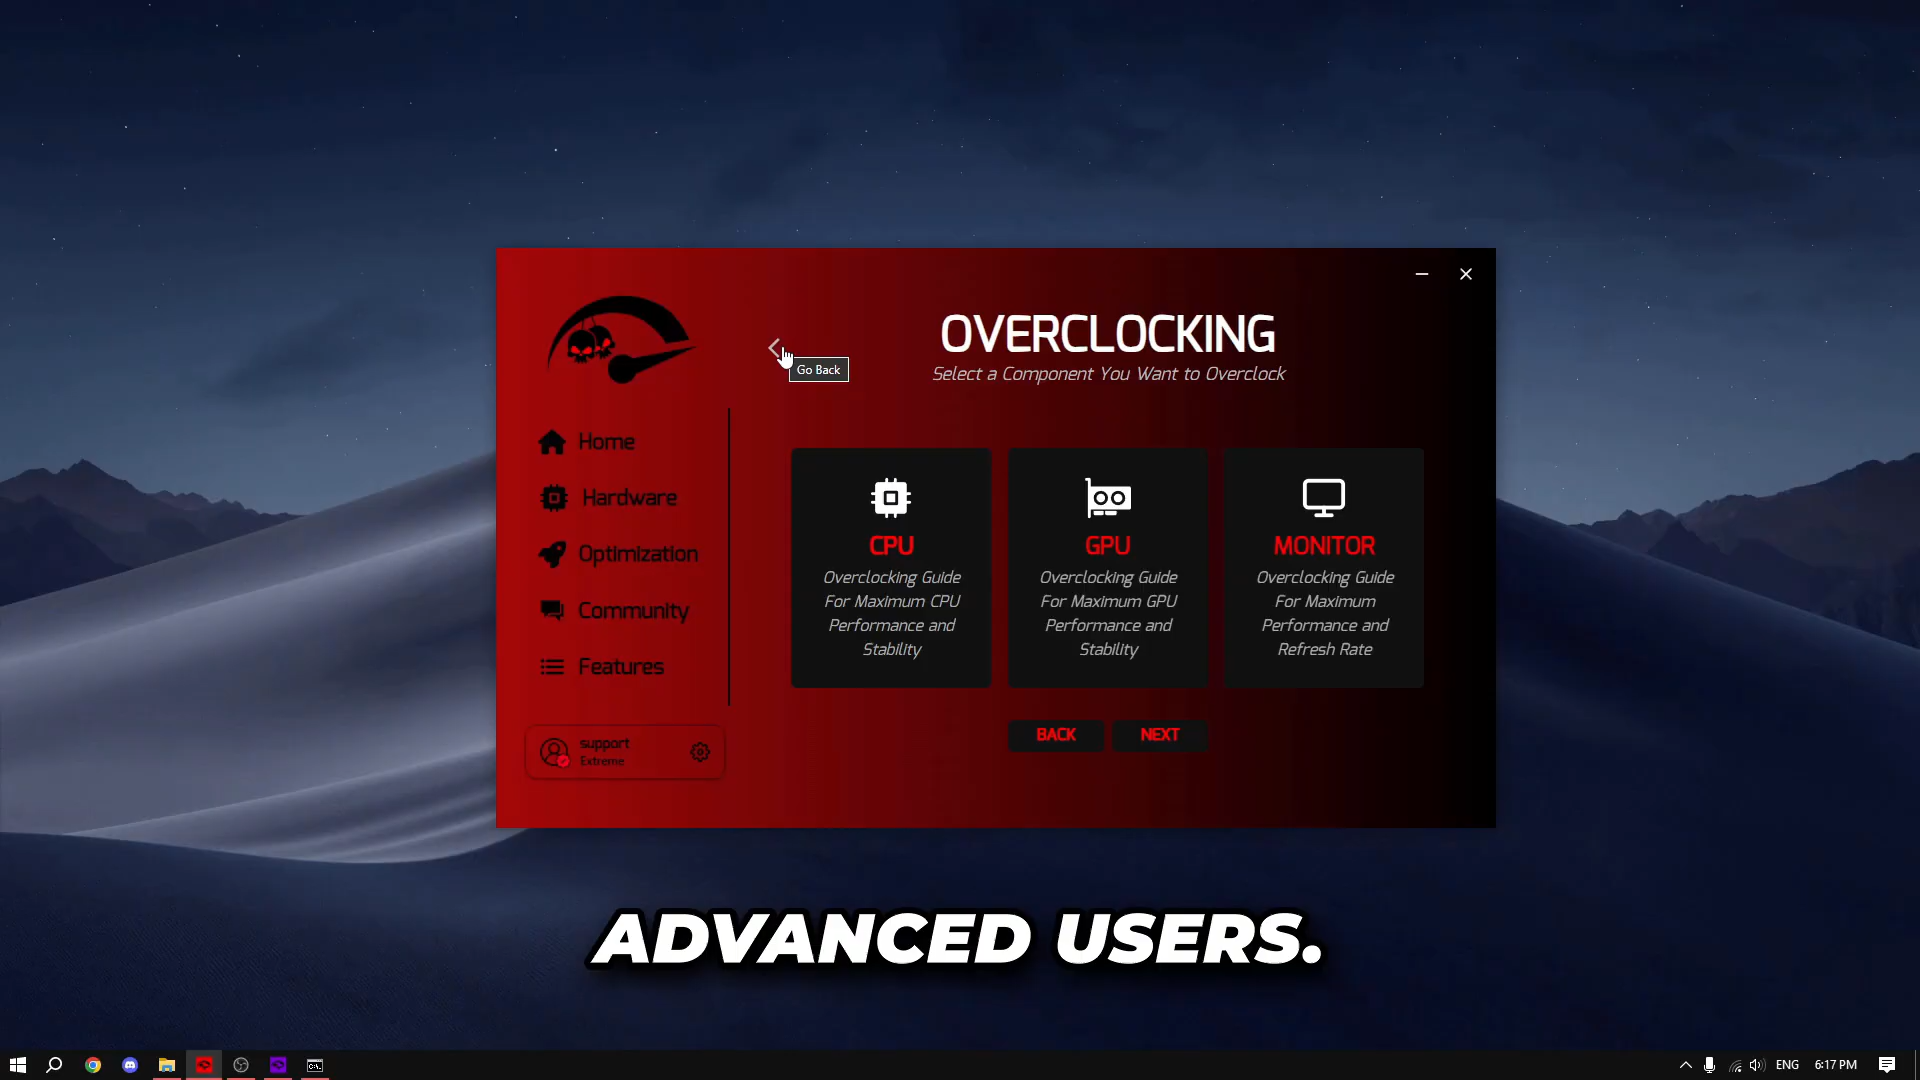 OVERCLOCKING
Select a Component You Want to Overclock
Go Back
Home
Hardware
Optimization
Community
Features
support
Extreme
CPU
Overclocking Guide
For Maximum CPU
Performance and
Stability
GPU
Overclocking Guide
For Maximum GPU
Performance and
Stability
MONITOR
Overclocking Guide
For Maximum
Performance and
Refresh Rate
BACK
NEXT
ADVANCED USERS.
ENG
6:17 PM